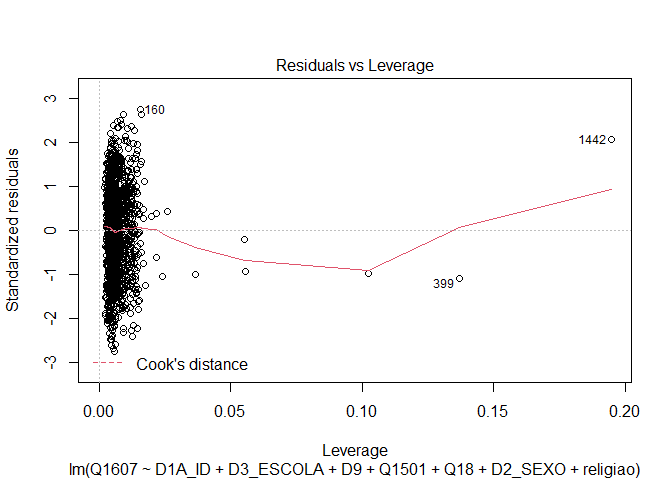 Residuals vs Leverage
Standardized residuals
3
2
1
0
-1
-2
-3
160
1442
399
Cook's distance
0.00 0.05 0.10 0.15 0.20
Leverage
lm(Q1607 ~ D1A_ID + D3_ESCOLA + D9 + Q1501 + Q18 + D2_SEXO + religiao)